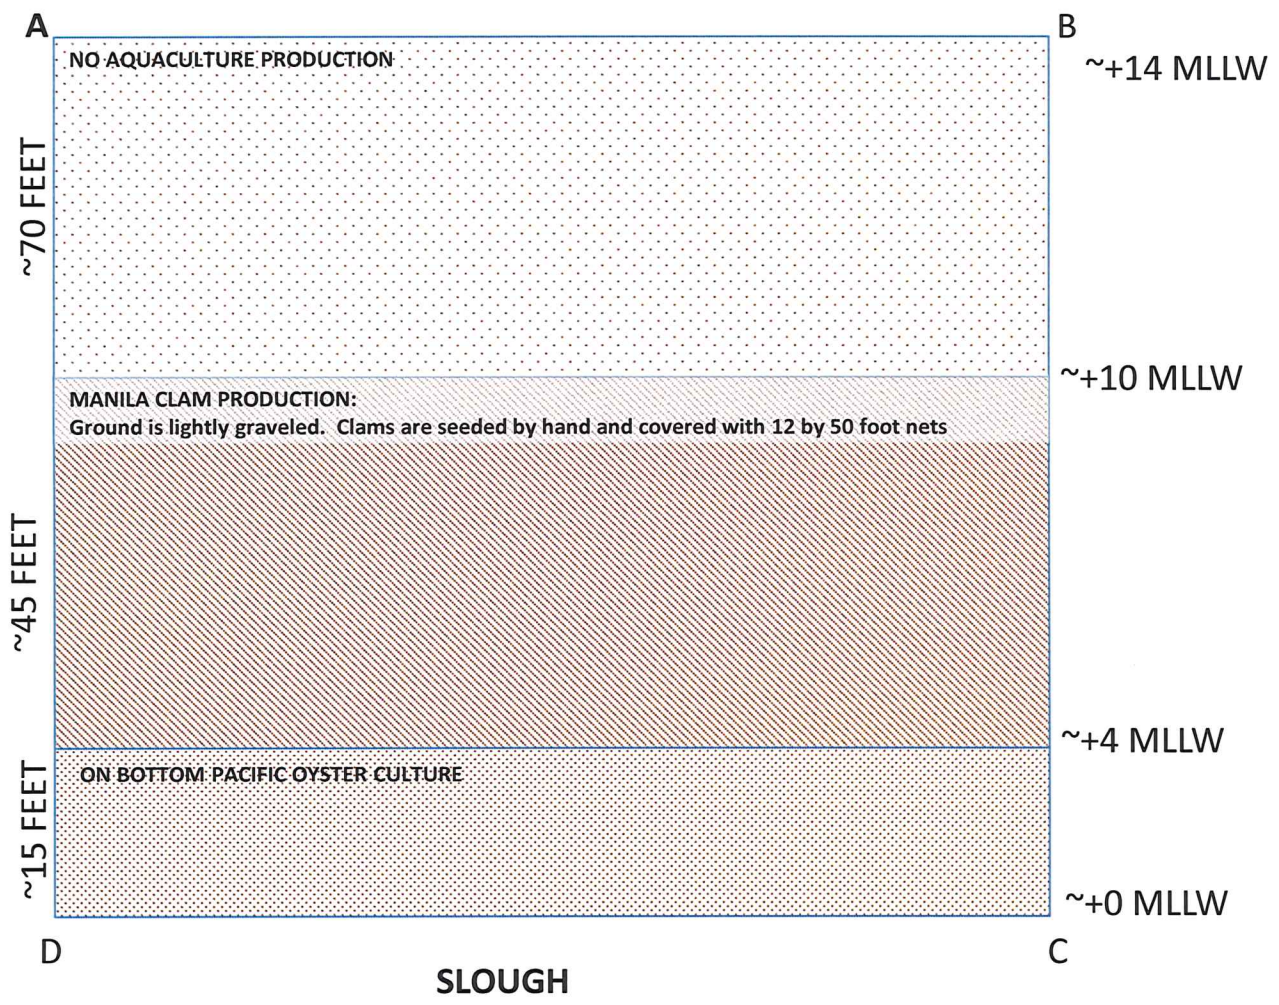 A
B
NO AQUACULTURE PRODUCTION
~+14 MLLW
~70 FEET
~+10 MLLW
MANILA CLAM PRODUCTION:
Ground is lightly graveled.  Clams are seeded by hand and covered with 12 by 50 foot nets
~45 FEET
~+4 MLLW
ON BOTTOM PACIFIC OYSTER CULTURE
~15 FEET
~+0 MLLW
D
C
SLOUGH